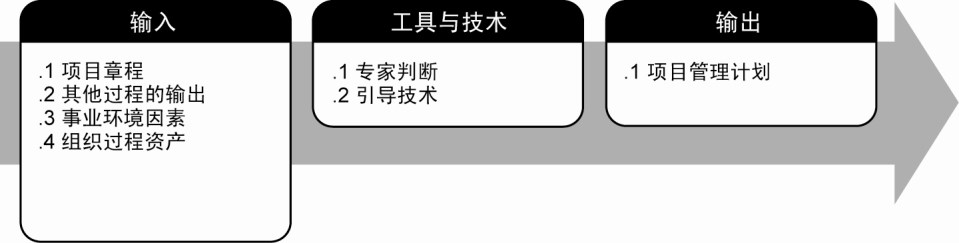 输入
.1 项目章程
.2 其他过程的输出
.3 事业环境因素
.4 组织过程资产
工具与技术
.1 专家判断
.2 引导技术
输出
.1 项目管理计划